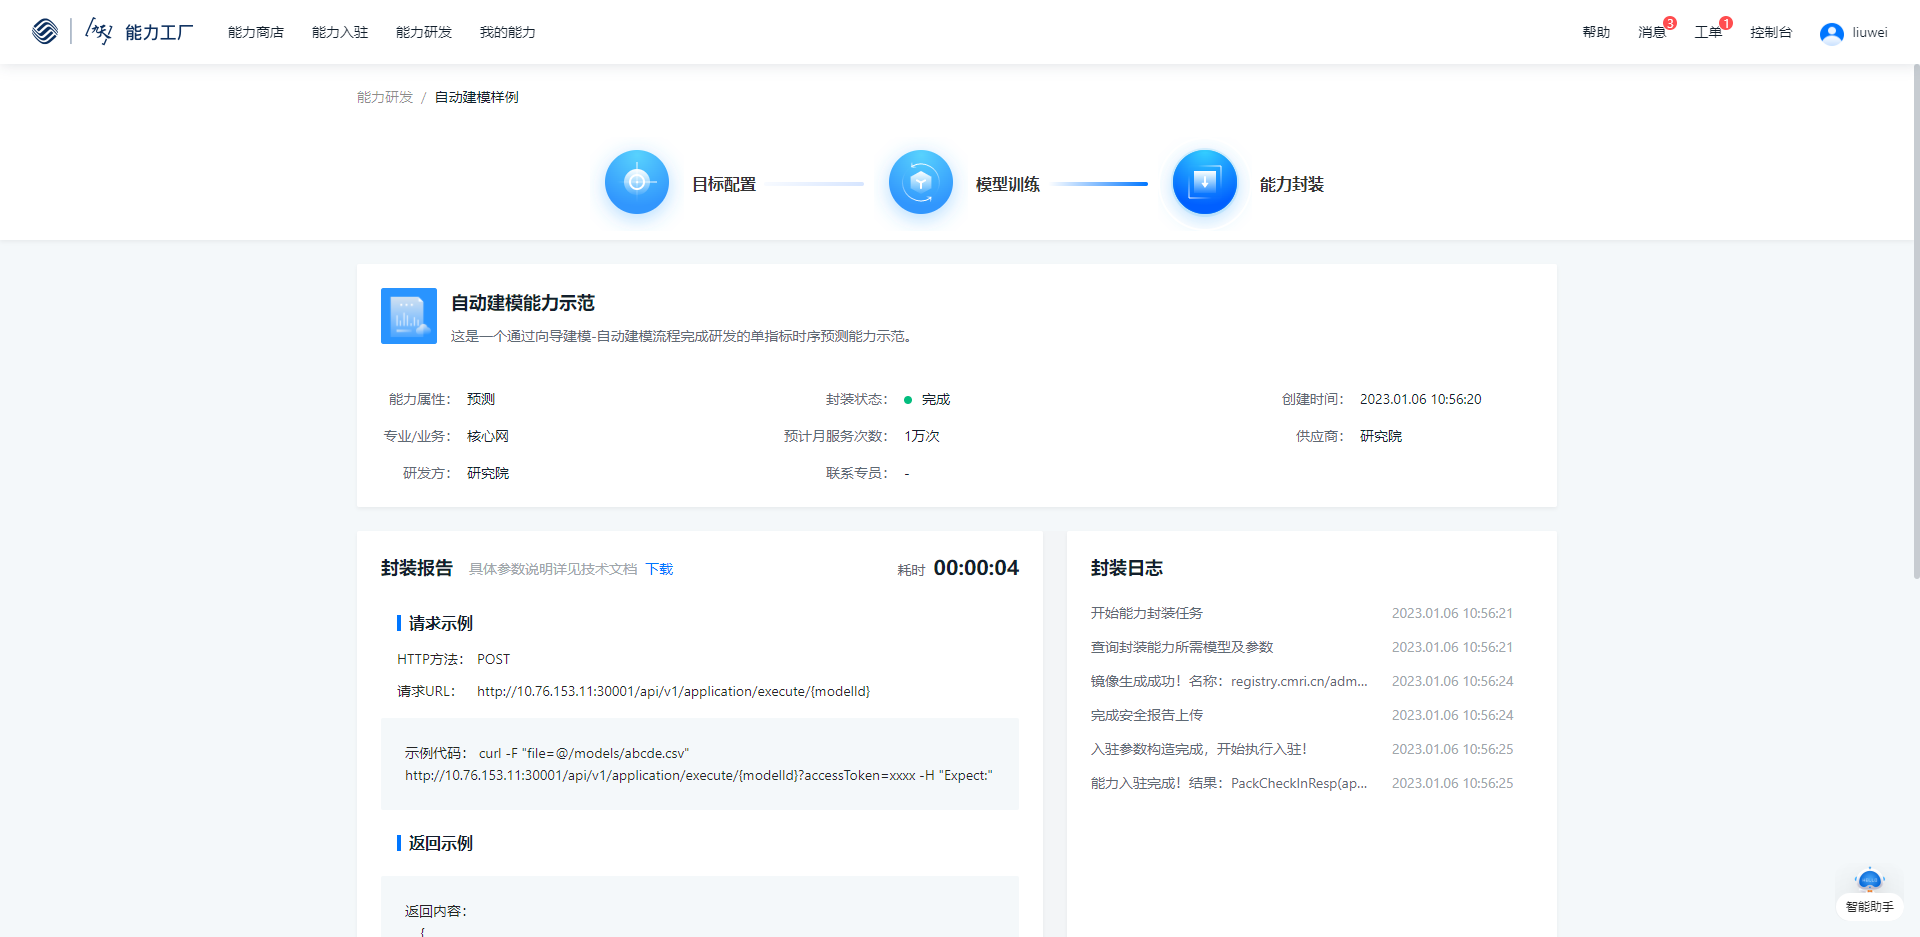 能力工厂
能力商店 能力入驻 能力研发 我的能力
帮助 消息 3 工单 1 控制台 liuwei
能力研发 / 自动建模样例
目标配置 模型训练 能力封装
自动建模能力示范
这是一个通过向导建模-自动建模流程完成研发的单指标时序预测能力示范。
能力属性： 预测 封装状态： 完成 创建时间： 2023.01.06 10:56:20
专业/业务： 核心网 预计月服务次数： 1万次 供应商： 研究院
研发方： 研究院 联系专员： -
封装报告 具体参数说明详见技术文档 下载 耗时 00:00:04
请求示例
HTTP方法： POST
请求URL： http://10.76.153.11:30001/api/v1/application/execute/{modelId}
示例代码： curl -F "file=@/models/abcde.csv"
http://10.76.153.11:30001/api/v1/application/execute/{modelId}?accessToken=xxxx -H "Expect:"
返回示例
返回内容：
{
封装日志
开始能力封装任务 2023.01.06 10:56:21
查询封装能力所需模型及参数 2023.01.06 10:56:21
镜像生成成功！名称：registry.cmri.cn/adm... 2023.01.06 10:56:24
完成安全报告上传 2023.01.06 10:56:24
入驻参数构造完成，开始执行入驻！ 2023.01.06 10:56:25
能力入驻完成！结果：PackCheckInResp(ap... 2023.01.06 10:56:25
智能助手